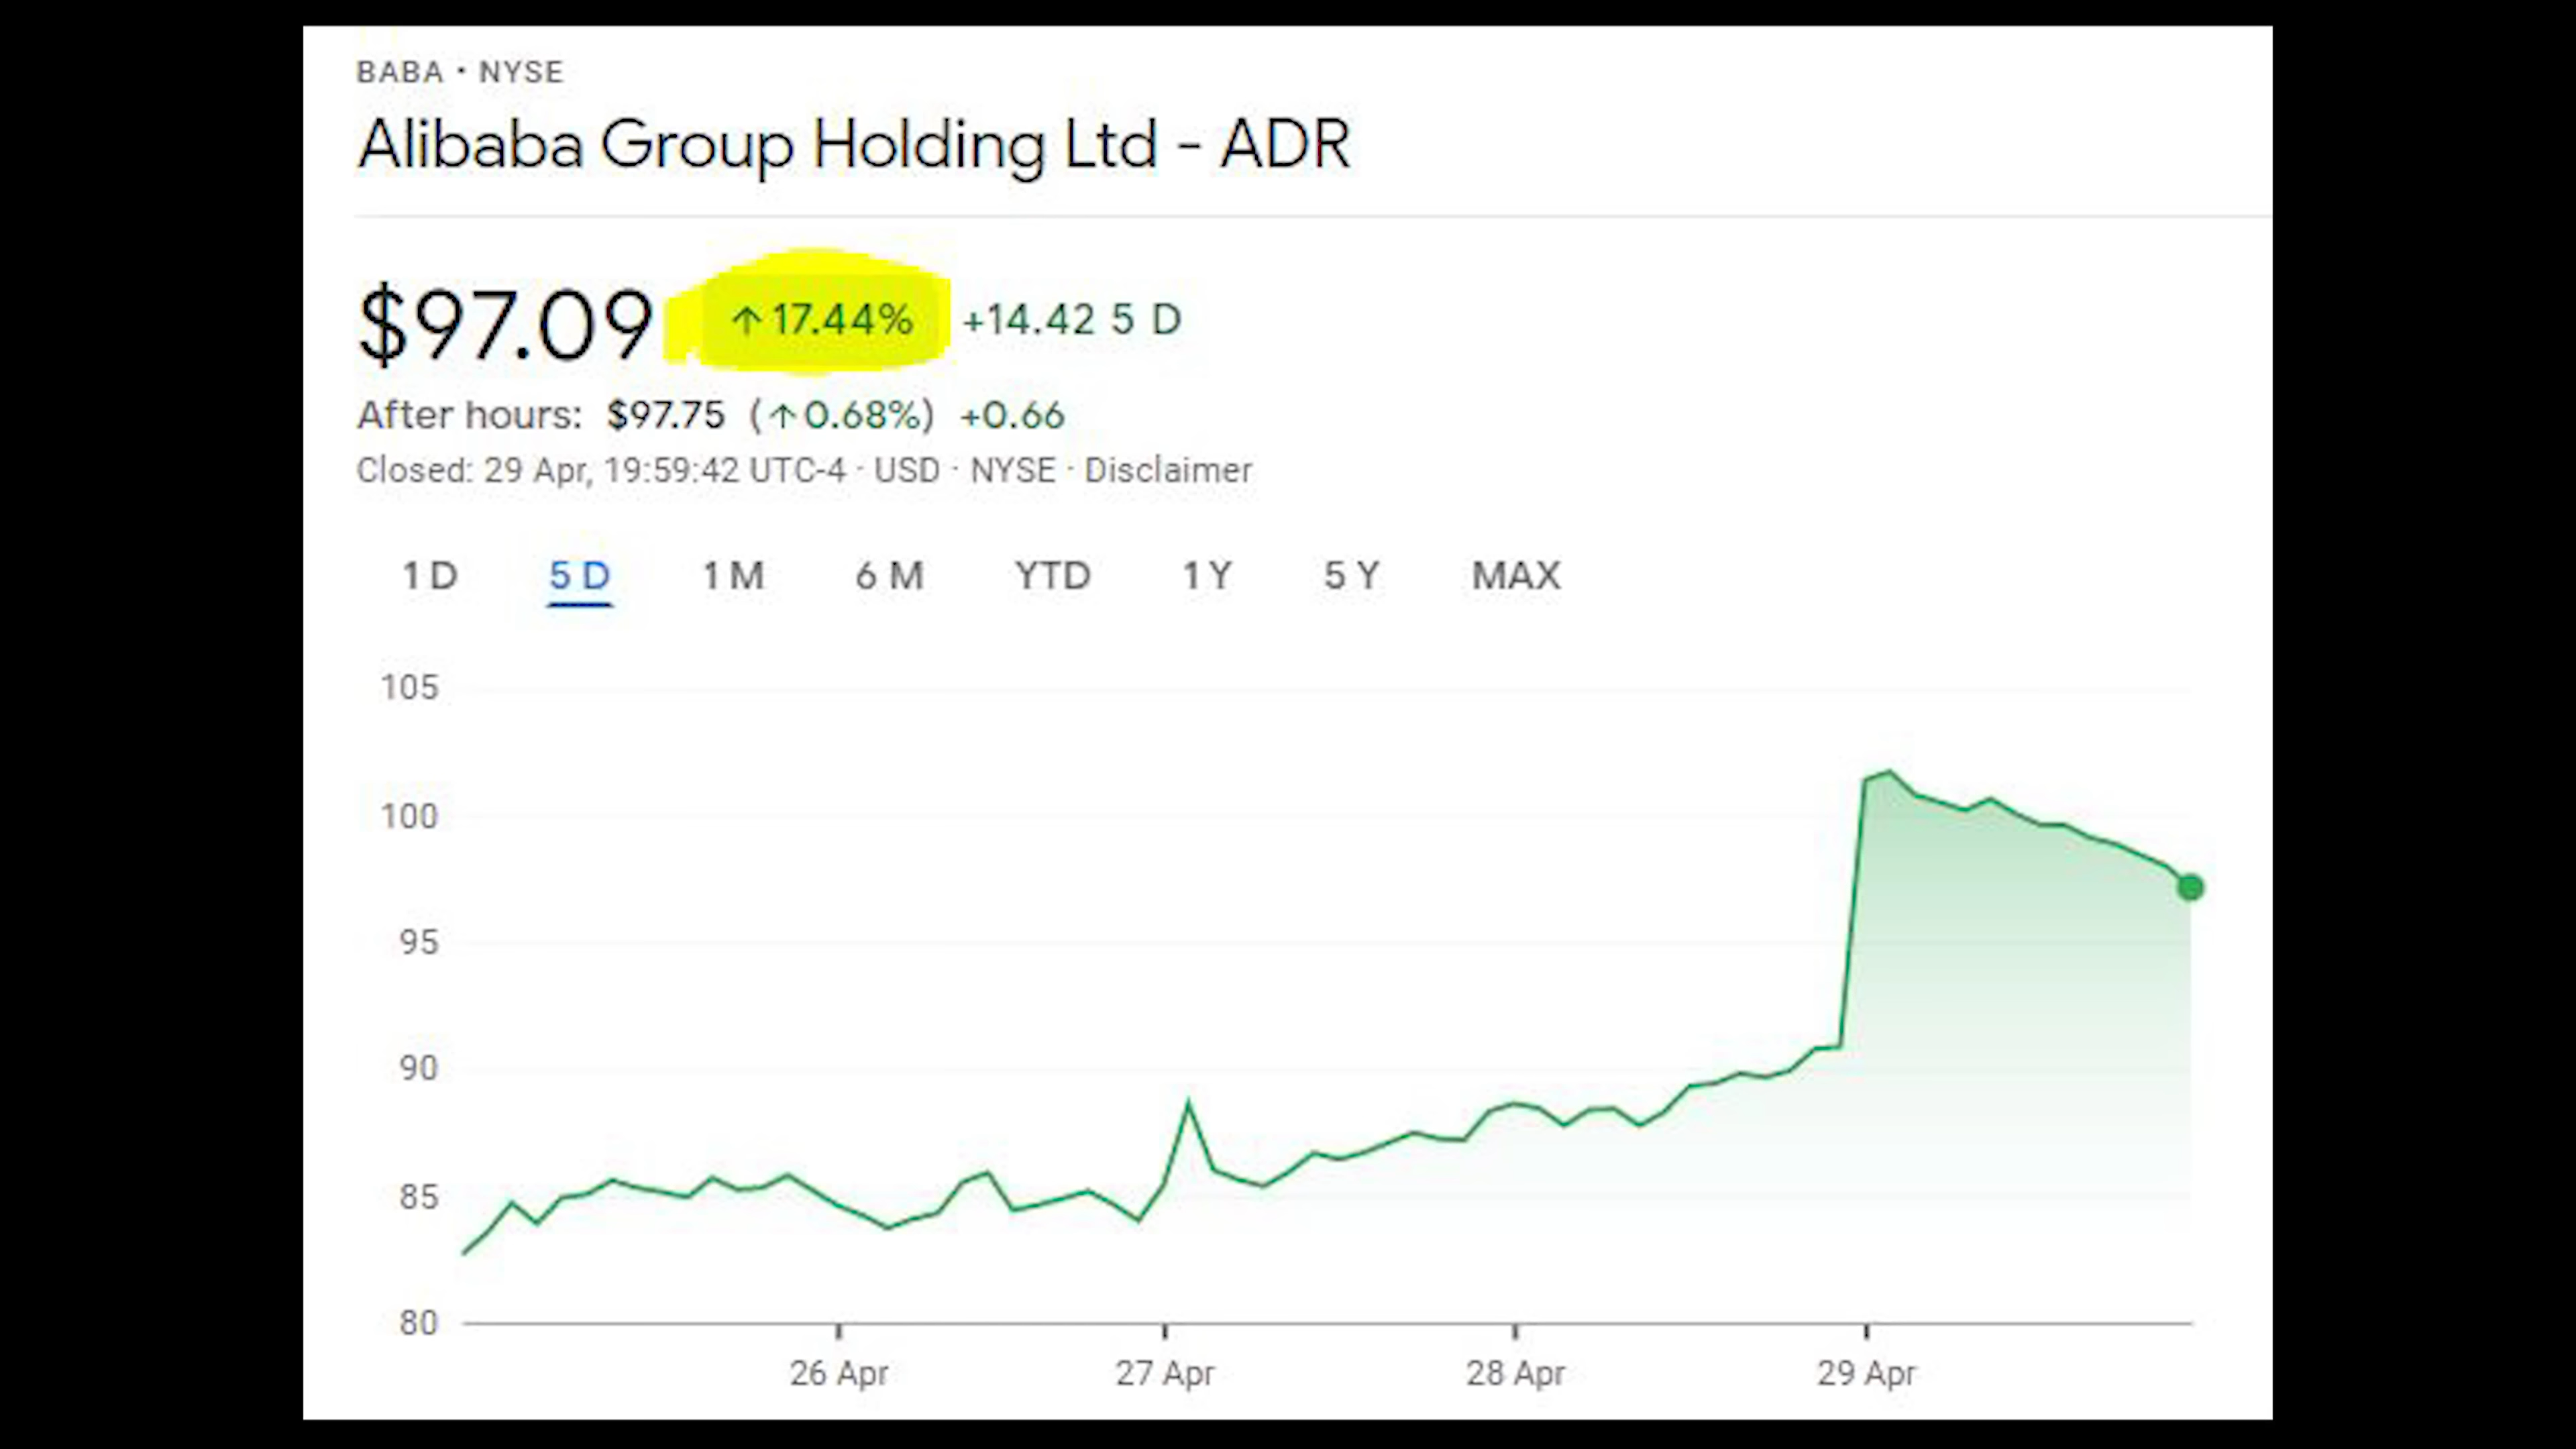 BABA • NYSE
Alibaba Group Holding Ltd - ADR
$97.09 ↑17.44% +14.42 5 D
After hours: $97.75 (↑0.68%) +0.66
Closed: 29 Apr, 19:59:42 UTC-4 · USD · NYSE · Disclaimer
1 D 5 D 1 M 6 M YTD 1 Y 5 Y MAX
105
100
95
90
85
80
26 Apr 27 Apr 28 Apr 29 Apr